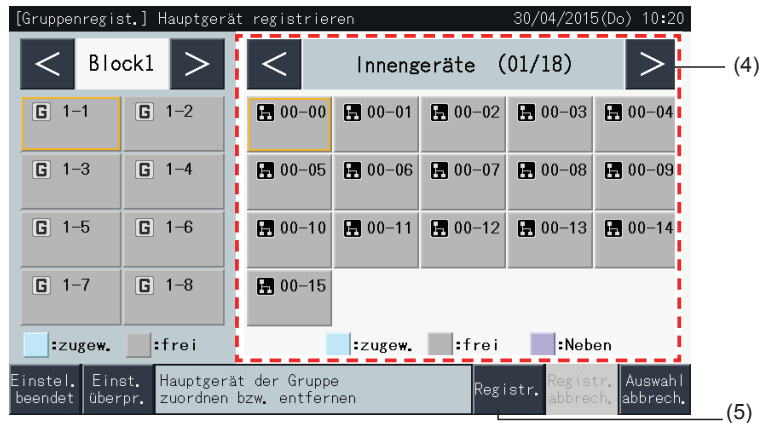 [Gruppenregist.] Hauptgerät registrieren 30/04/2015(Do) 10:20
< Block1 > < Innengeräte (01/18) > (4)
G 1-1 G 1-2 00-00 00-01 00-02 00-03 00-04
G 1-3 G 1-4 00-05 00-06 00-07 00-08 00-09
G 1-5 G 1-6 00-10 00-11 00-12 00-13 00-14
G 1-7 G 1-8 00-15
:zugew. :frei :zugew. :frei :Neben
Einstel. Einst. Hauptgerät der Gruppe Registr. Registr. Auswahl
beendet überpr. zuordnen bzw. entfernen abbrech. abbrech.
(5)